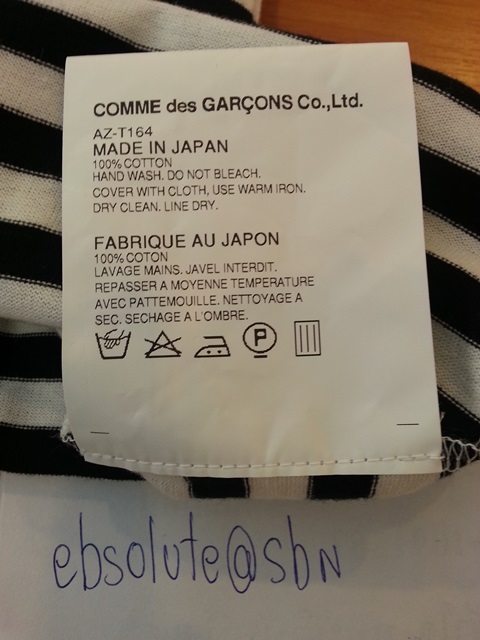 COMME des GARÇONS Co.,Ltd.
AZ-T164
MADE IN JAPAN
100% COTTON
HAND WASH. DO NOT BLEACH.
COVER WITH CLOTH, USE WARM IRON.
DRY CLEAN. LINE DRY.
FABRIQUE AU JAPON
100% COTON
LAVAGE MAINS. JAVEL INTERDIT.
REPASSER A MOYENNE TEMPERATURE
AVEC PATTEMOUILLE. NETTOYAGE A
SEC. SECHAGE A L'OMBRE.
P
ebsolute@sbN